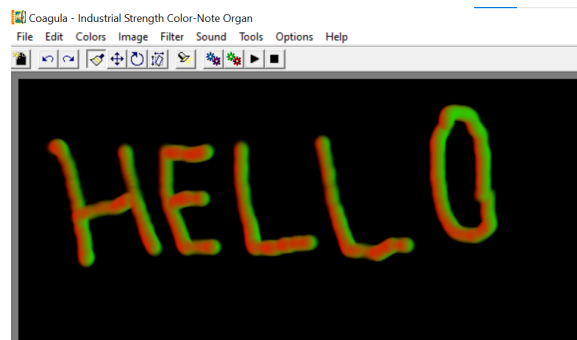 Coagula - Industrial Strength Color-Note Organ
File Edit Colors Image Filter Sound Tools Options Help
HELLO